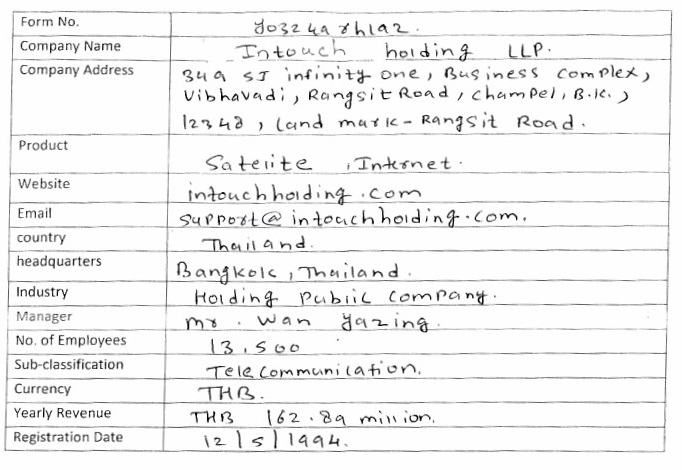 Form No. Y0324arh1a2.
Company Name Intouch holding LLP.
Company Address 349 SJ infinity one, Business complex,
Vibhavadi, Rangsit Road, Champel, B.K.,
12348, Land mark-Rangsit Road.
Product Satelite, Internet.
Website intouchholding.com
Email support@intouchholding.com.
country Thailand.
headquarters Bangkok, Thailand.
Industry Holding Public Company.
Manager Mr. Wan Yazing.
No. of Employees 13,500
Sub-classification Telecommunication.
Currency THB.
Yearly Revenue THB 162.89 million.
Registration Date 12/5/1994.